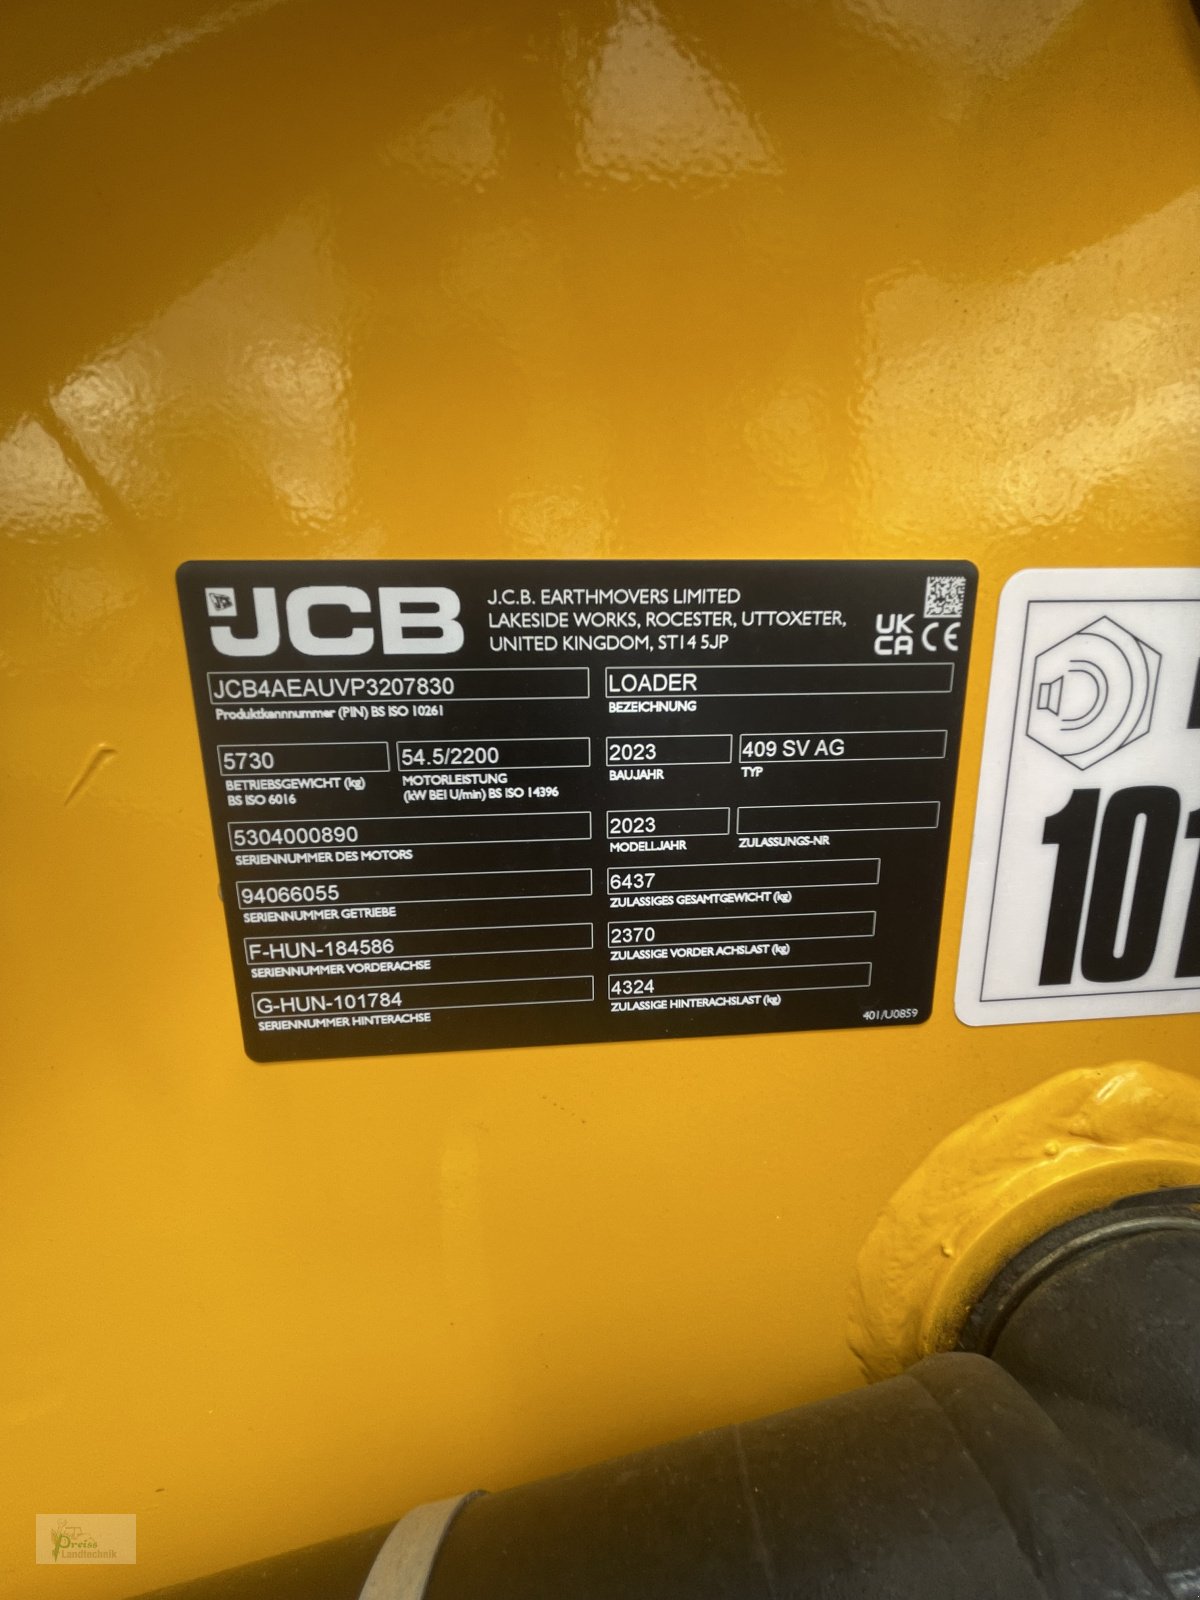 JCB
J.C.B. EARTHMOVERS LIMITED
LAKESIDE WORKS, ROCESTER, UTTOXETER,
UNITED KINGDOM, ST14 5JP
UK
CA CE
JCB4AEAUVP3207830
Produktkannnummer (PIN) BS ISO 10261
LOADER
BEZEICHNUNG
5730
BETRIEBSGEWICHT (kg)
BS ISO 6016
54.5/2200
MOTORLEISTUNG
(kW BEI U/min) BS ISO 14396
2023
BAUJAHR
409 SV AG
TYP
5304000890
SERIENNUMMER DES MOTORS
2023
MODELLJAHR
ZULASSUNGS-NR
94066055
SERIENNUMMER GETRIEBE
6437
ZULASSIGES GESAMTGEWICHT (kg)
F-HUN-184586
SERIENNUMMER VORDERACHSE
2370
ZULASSIGE VORDER ACHSLAST (kg)
G-HUN-101784
SERIENNUMMER HINTERACHSE
4324
ZULASSIGE HINTERACHSLAST (kg)
401/U0859
Preiss
Landtechnik